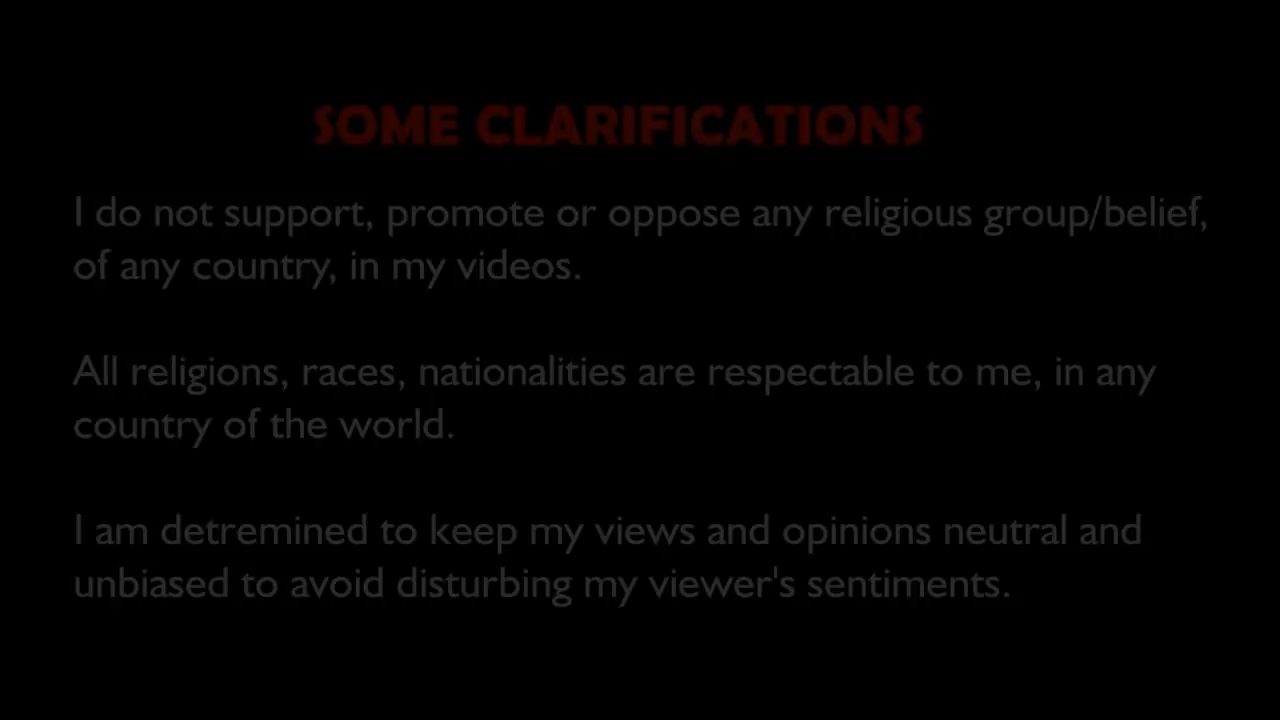 SOME CLARIFICATIONS
I do not support, promote or oppose any religious group/belief,
of any country, in my videos.
All religions, races, nationalities are respectable to me, in any
country of the world.
I am detremined to keep my views and opinions neutral and
unbiased to avoid disturbing my viewer's sentiments.